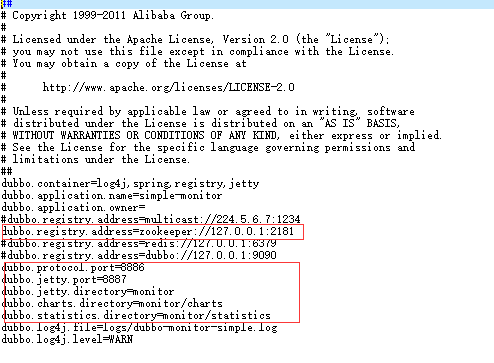 ##
# Copyright 1999-2011 Alibaba Group.
#
# Licensed under the Apache License, Version 2.0 (the "License");
# you may not use this file except in compliance with the License.
# You may obtain a copy of the License at
#
#      http://www.apache.org/licenses/LICENSE-2.0
#
# Unless required by applicable law or agreed to in writing, software
# distributed under the License is distributed on an "AS IS" BASIS,
# WITHOUT WARRANTIES OR CONDITIONS OF ANY KIND, either express or implied.
# See the License for the specific language governing permissions and
# limitations under the License.
##
dubbo.container=log4j,spring,registry,jetty
dubbo.application.name=simple-monitor
dubbo.application.owner=
#dubbo.registry.address=multicast://224.5.6.7:1234
dubbo.registry.address=zookeeper://127.0.0.1:2181
#dubbo.registry.address=redis://127.0.0.1:6379
#dubbo.registry.address=dubbo://127.0.0.1:9090
dubbo.protocol.port=8886
dubbo.jetty.port=8887
dubbo.jetty.directory=monitor
dubbo.charts.directory=monitor/charts
dubbo.statistics.directory=monitor/statistics
dubbo.log4j.file=logs/dubbo-monitor-simple.log
dubbo.log4j.level=WARN